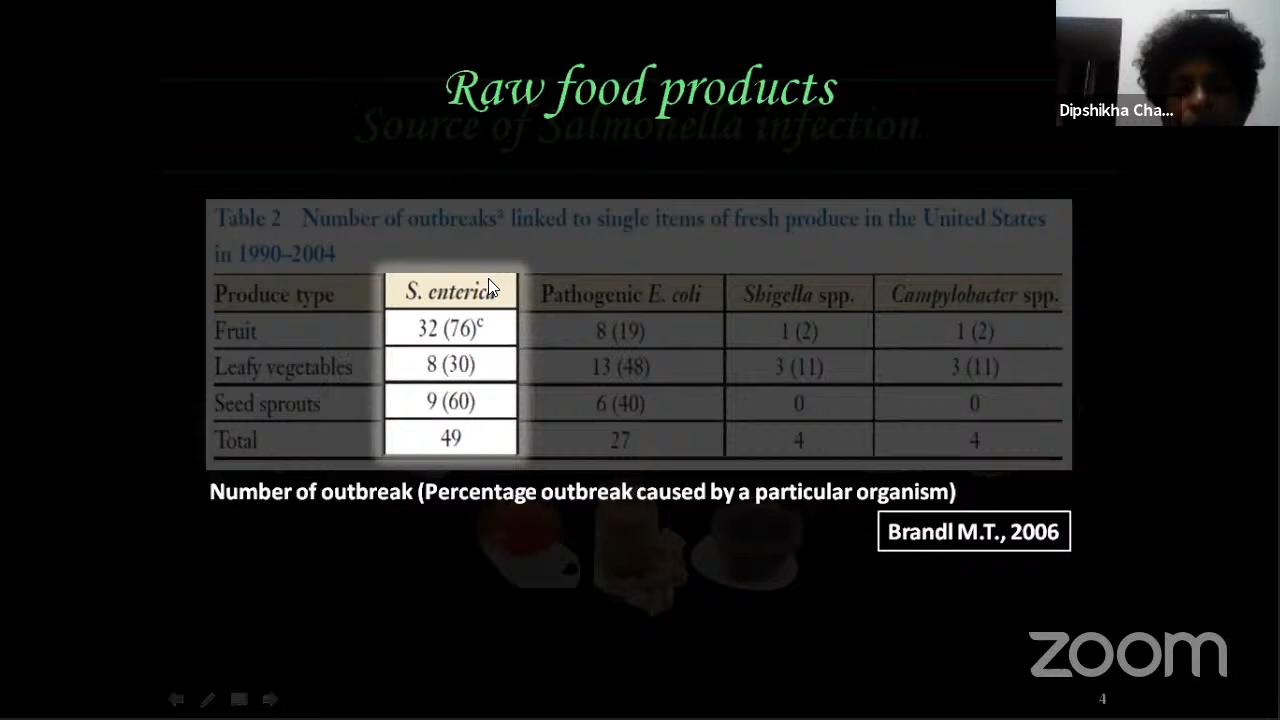 Raw food products
Source of Salmonella infection
Dipshikha Cha...
Table 2 Number of outbreaksᵃ linked to single items of fresh produce in the United States
in 1990–2004
Produce type S. enterica Pathogenic E. coli Shigella spp. Campylobacter spp.
Fruit 32 (76)ᶜ 8 (19) 1 (2) 1 (2)
Leafy vegetables 8 (30) 13 (48) 3 (11) 3 (11)
Seed sprouts 9 (60) 6 (40) 0 0
Total 49 27 4 4
Number of outbreak (Percentage outbreak caused by a particular organism)
Brandl M.T., 2006
zoom
4